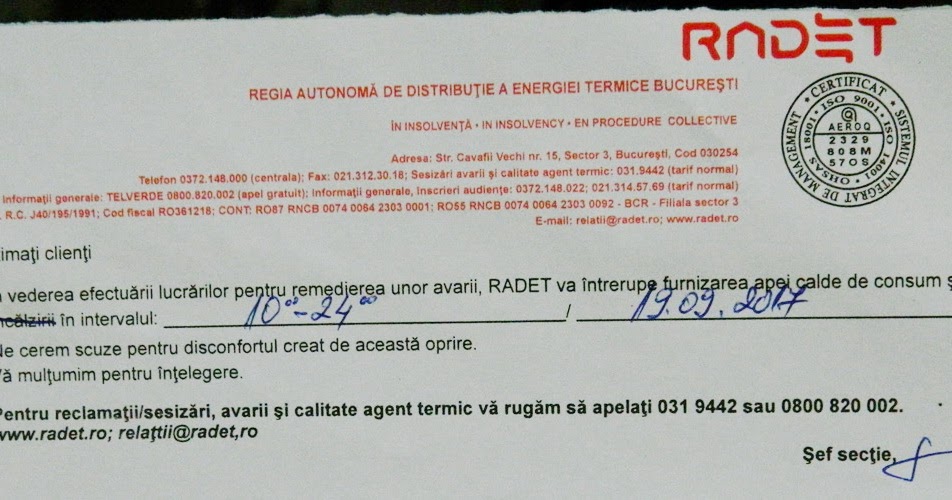 RADET
REGIA AUTONOMĂ DE DISTRIBUŢIE A ENERGIEI TERMICE BUCUREŞTI
ÎN INSOLVENŢĂ - IN INSOLVENCY - EN PROCEDURE COLLECTIVE
Adresa: Str. Cavafii Vechi nr. 15, Sector 3, Bucureşti, Cod 030254
Telefon 0372.148.000 (centrala); Fax: 021.312.30.18; Sesizări avarii şi calitate agent termic: 031.9442 (tarif normal)
Informaţii generale: TELVERDE 0800.820.002 (apel gratuit); Informaţii generale, Inscrieri audiente: 0372.148.022; 021.314.57.69 (tarif normal)
R.C. J40/195/1991; Cod fiscal RO361218; CONT: RO87 RNCB 0074 0064 2303 0001; RO55 RNCB 0074 0064 2303 0092 - BCR - Filiala sector 3
E-mail: relatii@radet.ro; www.radet.ro
CERTIFICAT * SISTEMUL INTEGRAT DE MANAGEMENT *
OHSAS 18001 · ISO 9001 · ISO 14001
AEROQ
2329
808M
570S
imaţi clienţi
vederea efectuării lucrărilor pentru remedierea unor avarii, RADET va întrerupe furnizarea apei calde de consum ş
ncălzirii în intervalul: 10⁰⁰-24⁰⁰ / 19.09.2017
Ne cerem scuze pentru disconfortul creat de această oprire.
Vă mulţumim pentru înţelegere.
Pentru reclamaţii/sesizări, avarii şi calitate agent termic vă rugăm să apelaţi 031 9442 sau 0800 820 002.
www.radet.ro; relaţtii@radet,ro
Şef secţie,